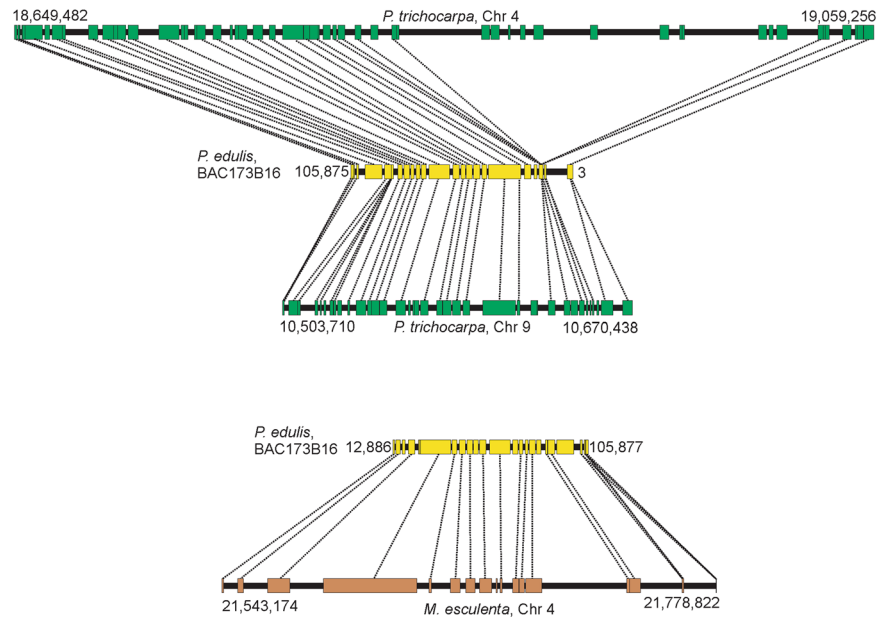 18,649,482 P. trichocarpa, Chr 4 19,059,256
P. edulis,
BAC173B16 105,875 3
10,503,710 P. trichocarpa, Chr 9 10,670,438
P. edulis,
BAC173B16 12,886 105,877
21,543,174 M. esculenta, Chr 4 21,778,822